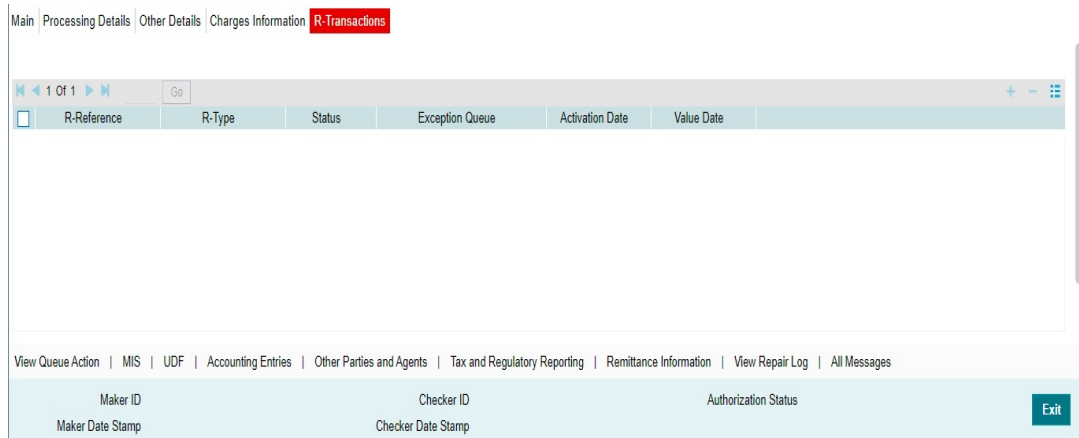 Main Processing Details Other Details Charges Information R-Transactions
1 Of 1 Go
R-Reference R-Type Status Exception Queue Activation Date Value Date
View Queue Action | MIS | UDF | Accounting Entries | Other Parties and Agents | Tax and Regulatory Reporting | Remittance Information | View Repair Log | All Messages
Maker ID Checker ID Authorization Status
Exit
Maker Date Stamp Checker Date Stamp